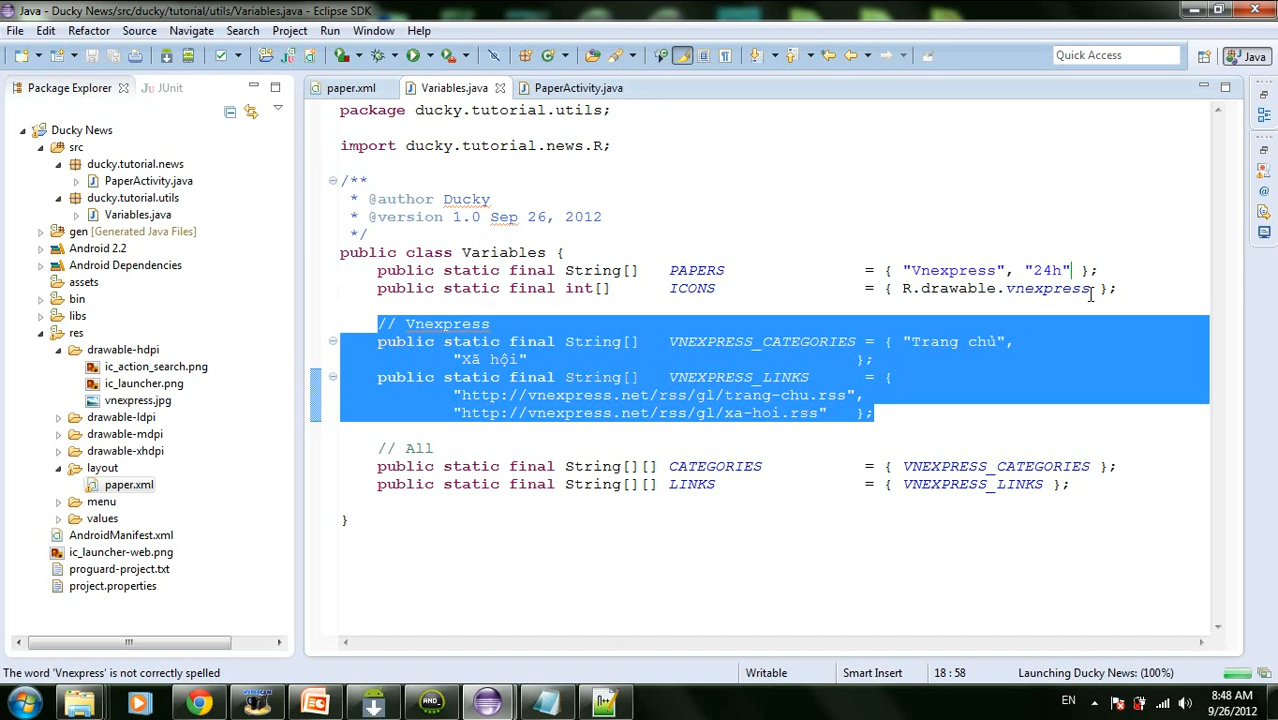 Java - Ducky News/src/ducky/tutorial/utils/Variables.java - Eclipse SDK
File Edit Refactor Source Navigate Search Project Run Window Help
Quick Access
Java
Package Explorer
JUnit
paper.xml
Variables.java
PaperActivity.java
Ducky News
src
ducky.tutorial.news
PaperActivity.java
ducky.tutorial.utils
Variables.java
gen [Generated Java Files]
Android 2.2
Android Dependencies
assets
bin
libs
res
drawable-hdpi
ic_action_search.png
ic_launcher.png
vnexpress.jpg
drawable-ldpi
drawable-mdpi
drawable-xhdpi
layout
paper.xml
menu
values
AndroidManifest.xml
ic_launcher-web.png
proguard-project.txt
project.properties
package ducky.tutorial.utils;
import ducky.tutorial.news.R;
/**
* @author Ducky
* @version 1.0 Sep 26, 2012
*/
public class Variables {
public static final String[] PAPERS = { "Vnexpress", "24h" };
public static final int[] ICONS = { R.drawable.vnexpress };
// Vnexpress
public static final String[] VNEXPRESS_CATEGORIES = { "Trang chủ",
"Xã hội" };
public static final String[] VNEXPRESS_LINKS = {
"http://vnexpress.net/rss/gl/trang-chu.rss",
"http://vnexpress.net/rss/gl/xa-hoi.rss" };
// All
public static final String[][] CATEGORIES = { VNEXPRESS_CATEGORIES };
public static final String[][] LINKS = { VNEXPRESS_LINKS };
}
The word 'Vnexpress' is not correctly spelled
Writable
Smart Insert
18 : 58
Launching Ducky News: (100%)
EN
8:48 AM
9/26/2012